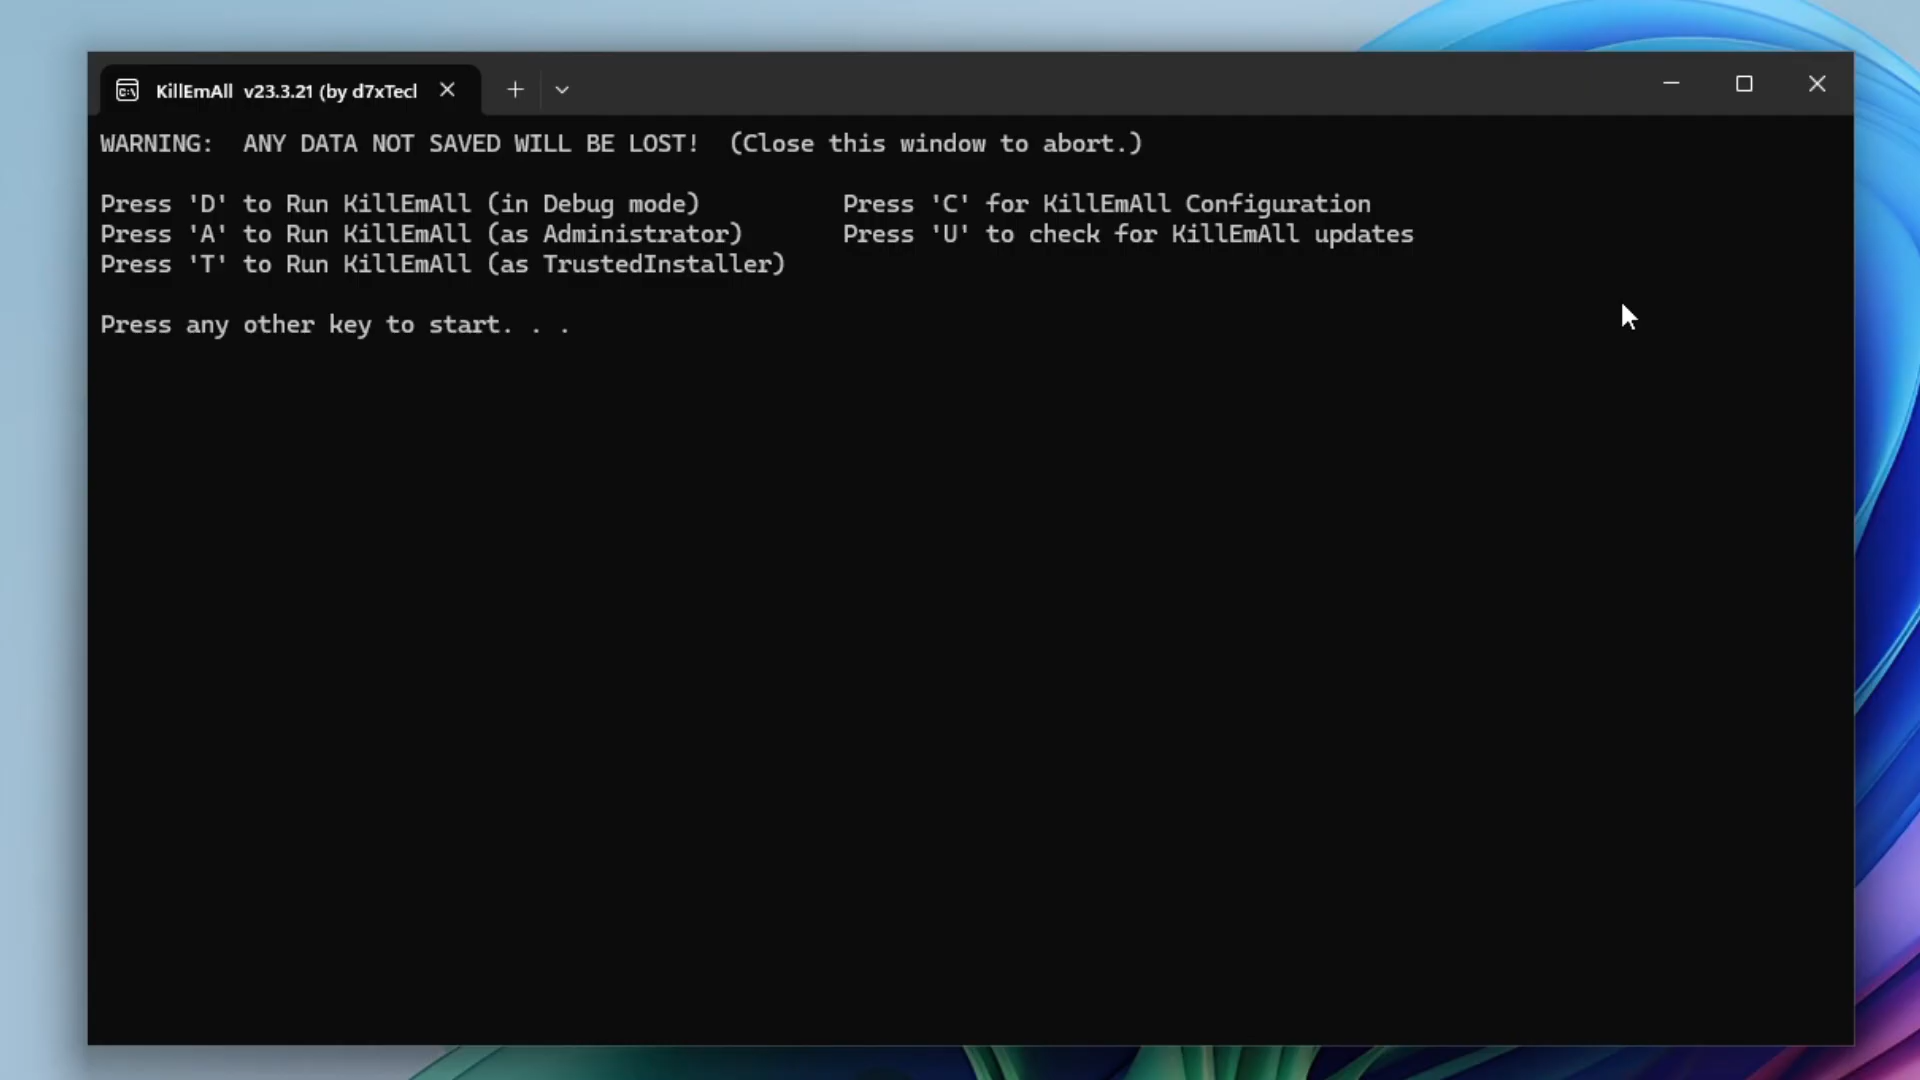 KillEmAll v23.3.21 (by d7xTecl
WARNING:  ANY DATA NOT SAVED WILL BE LOST!  (Close this window to abort.)
Press 'D' to Run KillEmAll (in Debug mode)          Press 'C' for KillEmAll Configuration
Press 'A' to Run KillEmAll (as Administrator)       Press 'U' to check for KillEmAll updates
Press 'T' to Run KillEmAll (as TrustedInstaller)
Press any other key to start. . .